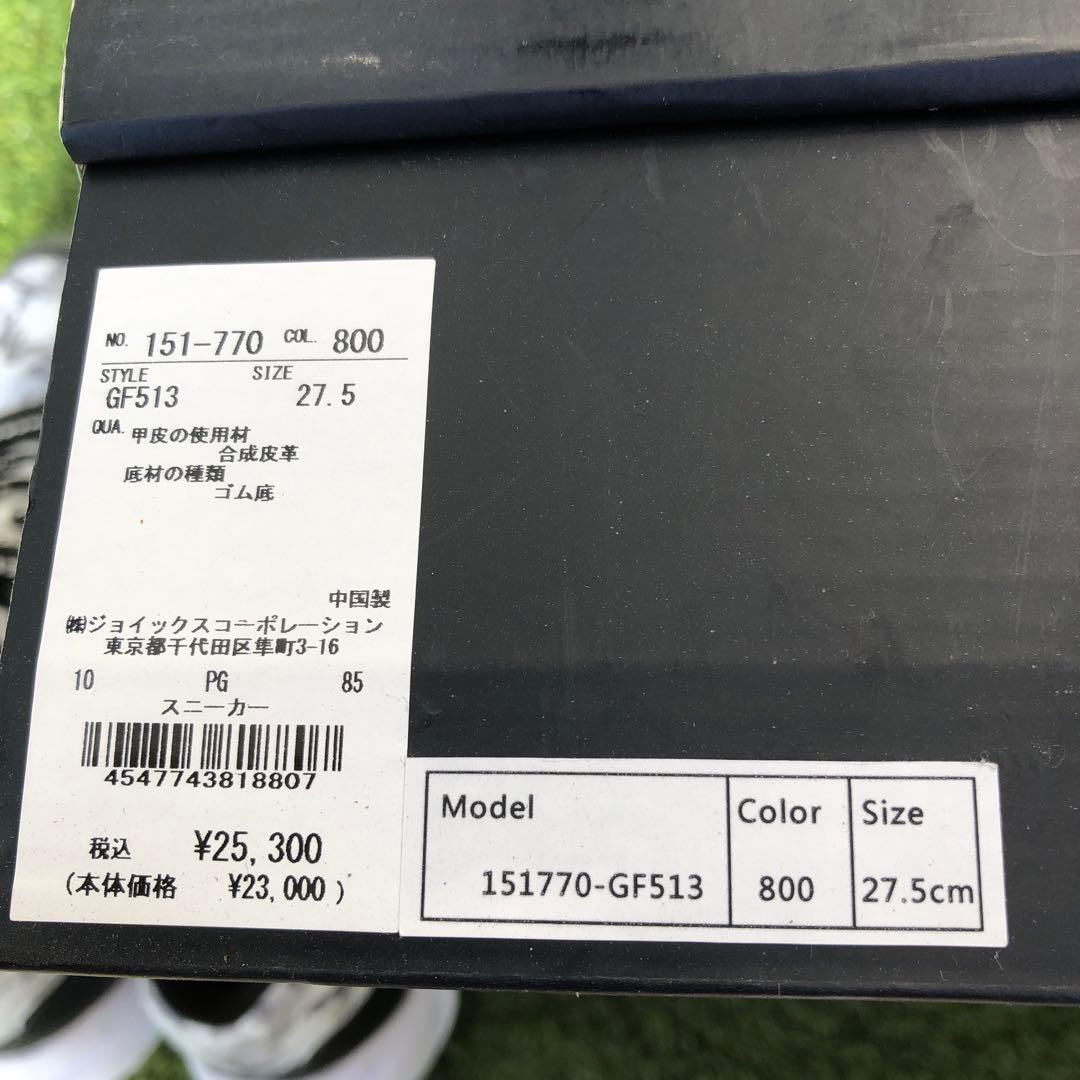 NO. 151-770 COL. 800
STYLE SIZE
GF513 27.5
QUA. 甲皮の使用材
合成皮革
底材の種類
ゴム底
中国製
㈱ジョイックスコーポレーション
東京都千代田区隼町3-16
10 PG 85
スニーカー
4547743818807
税込 ¥25,300
(本体価格 ¥23,000)
Model Color Size
151770-GF513 800 27.5cm